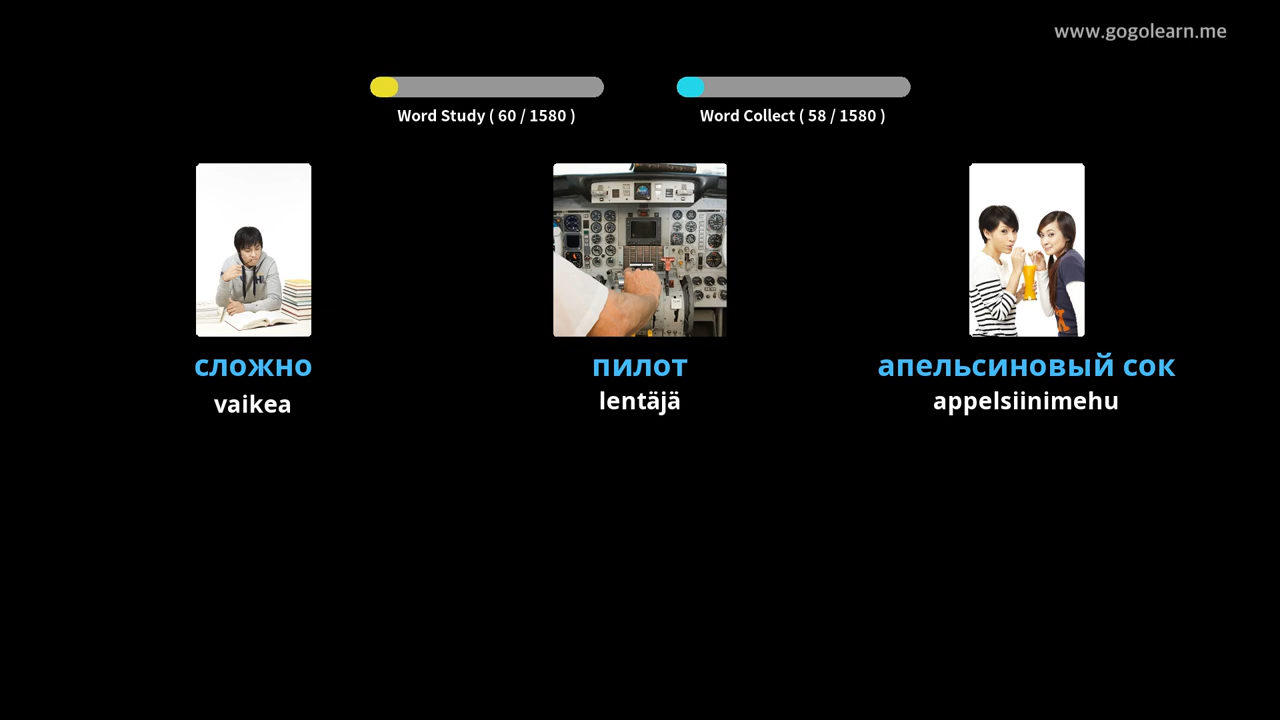 www.gogolearn.me
Word Study ( 60 / 1580 )
Word Collect ( 58 / 1580 )
сложно
vaikea
пилот
lentäjä
апельсиновый сок
appelsiinimehu